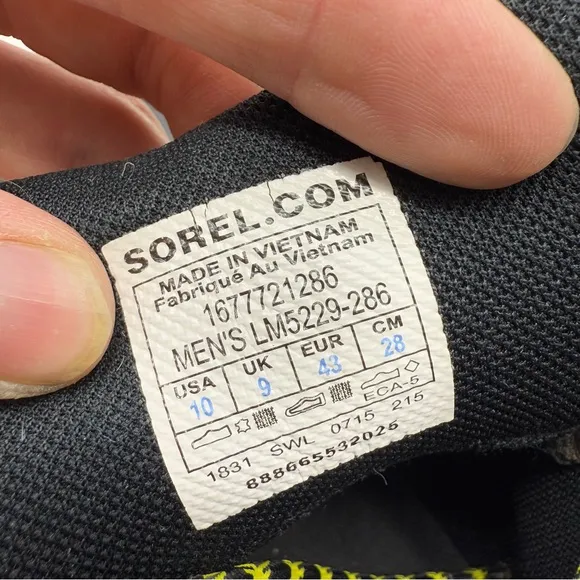 SOREL.COM
MADE IN VIETNAM
Fabriqué Au Vietnam
1677721286
MEN'S LM5229-286
USA UK EUR CM
10 9 43 28
ECA-5
1831 SWL 0715 215
888665532025